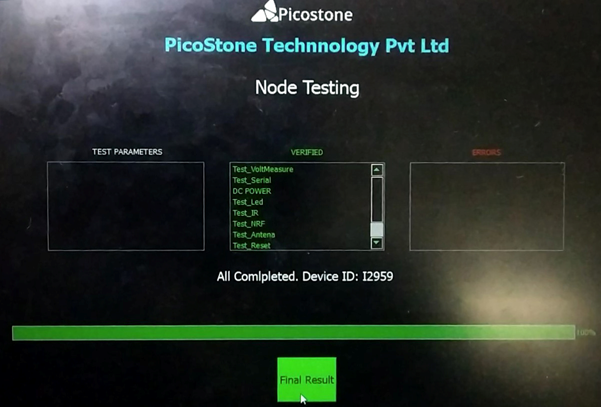 Picostone
PicoStone Technnology Pvt Ltd
Node Testing
TEST PARAMETERS
VERIFIED
ERRORS
Test_VoltMeasure
Test_Serial
DC POWER
Test_Led
Test_IR
Test_NRF
Test_Antena
Test_Reset
All Comlpleted. Device ID: I2959
100%
Final Result